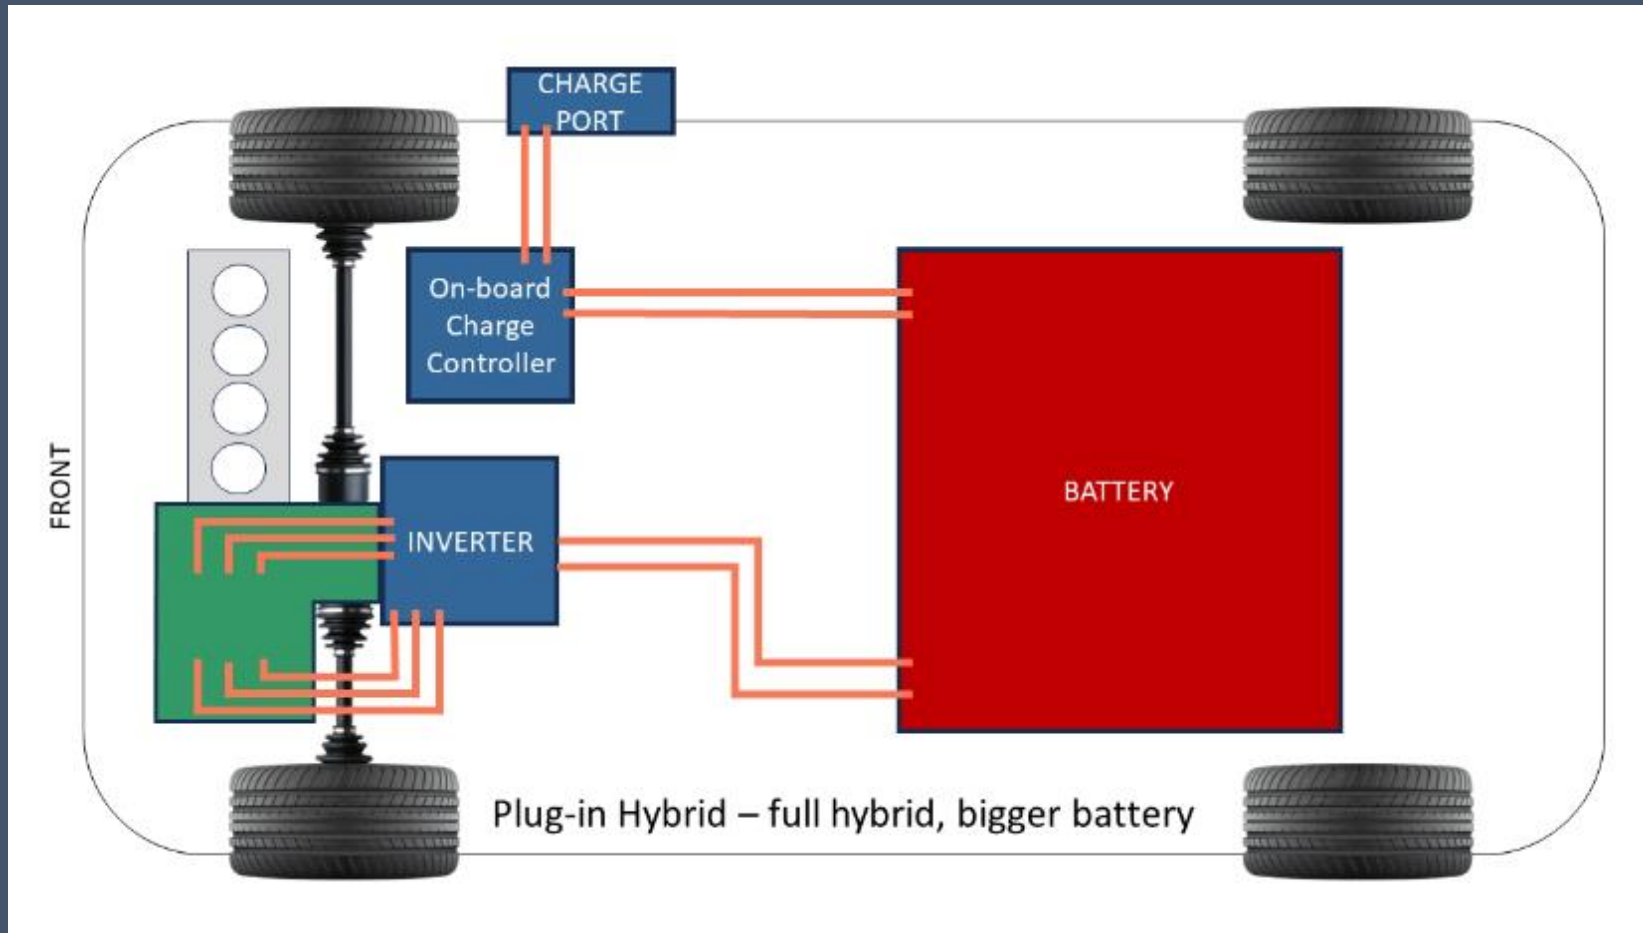 CHARGE
PORT
On-board
Charge
Controller
FRONT
INVERTER
BATTERY
Plug-in Hybrid – full hybrid, bigger battery